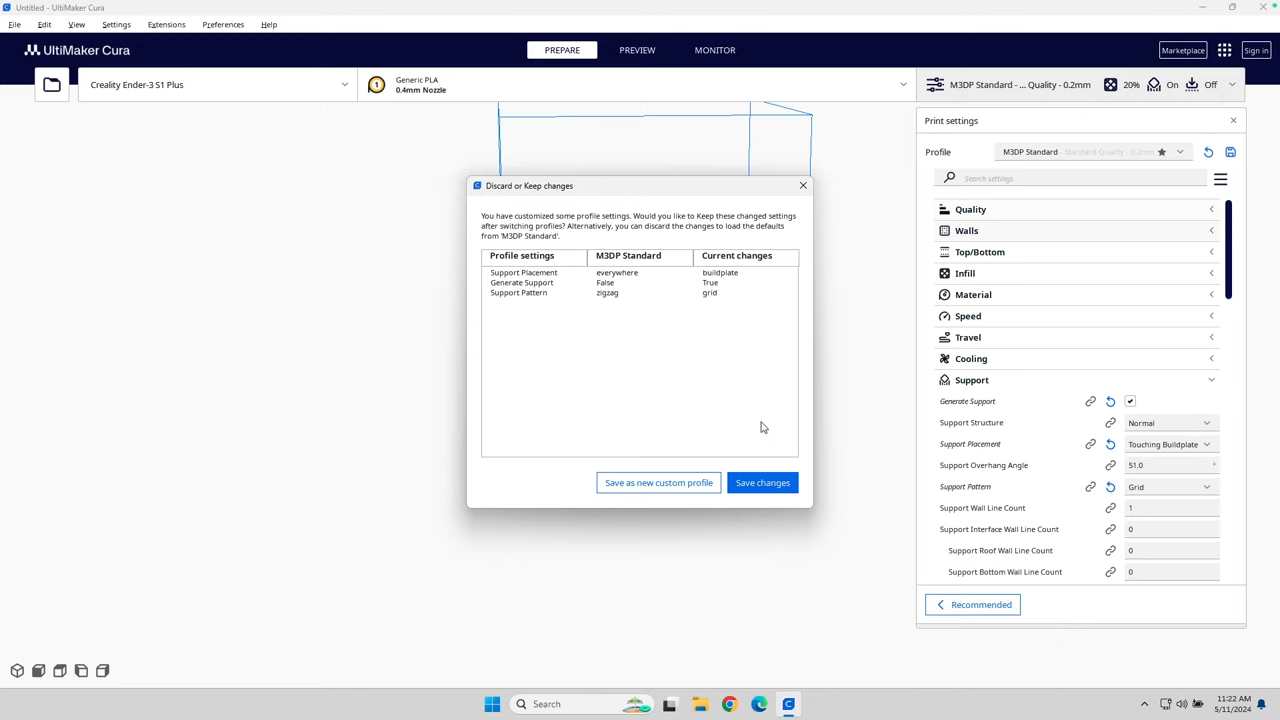 Untitled - UltiMaker Cura
File Edit View Settings Extensions Preferences Help
UltiMaker Cura
PREPARE PREVIEW MONITOR
Marketplace
Sign in
Creality Ender-3 S1 Plus
1
Generic PLA
0.4mm Nozzle
M3DP Standard - ... Quality - 0.2mm 20% On Off
Print settings
Profile M3DP Standard - Standard Quality - 0.2mm
Search settings
Quality
Walls
Top/Bottom
Infill
Material
Speed
Travel
Cooling
Support
Generate Support
Support Structure Normal
Support Placement Touching Buildplate
Support Overhang Angle 51.0 °
Support Pattern Grid
Support Wall Line Count 1
Support Interface Wall Line Count 0
Support Roof Wall Line Count 0
Support Bottom Wall Line Count 0
Recommended
Discard or Keep changes
You have customized some profile settings. Would you like to Keep these changed settings
after switching profiles? Alternatively, you can discard the changes to load the defaults
from 'M3DP Standard'.
Profile settings M3DP Standard Current changes
Support Placement everywhere buildplate
Generate Support False True
Support Pattern zigzag grid
Save as new custom profile Save changes
Search
11:22 AM
5/11/2024